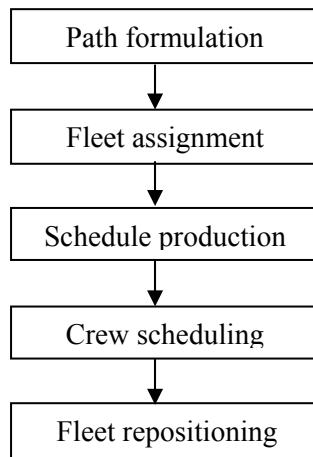 Path formulation
Fleet assignment
Schedule production
Crew scheduling
Fleet repositioning